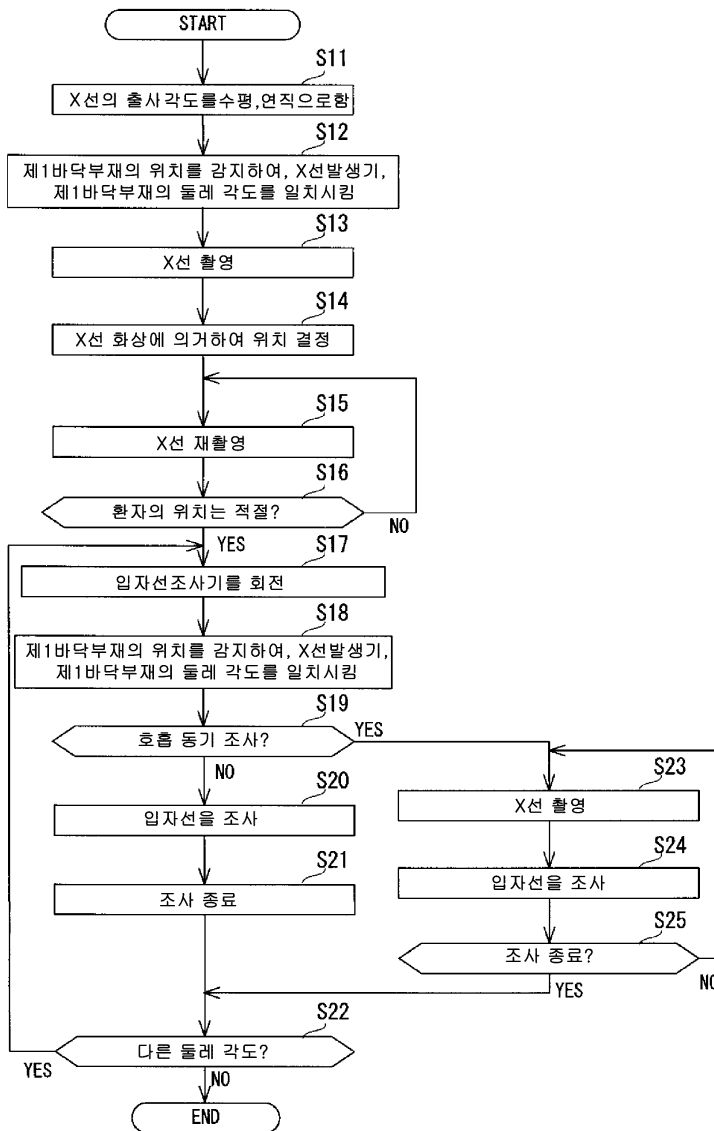 START
S11
X선의 출사각도를수평,연직으로함
S12
제1바닥부재의 위치를 감지하여, X선발생기,
제1바닥부재의 둘레 각도를 일치시킴
S13
X선 촬영
S14
X선 화상에 의거하여 위치 결정
S15
X선 재촬영
S16
환자의 위치는 적절?
NO
YES
S17
입자선조사기를 회전
S18
제1바닥부재의 위치를 감지하여, X선발생기,
제1바닥부재의 둘레 각도를 일치시킴
S19
호흡 동기 조사?
YES
NO
S20
입자선을 조사
S21
조사 종료
S23
X선 촬영
S24
입자선을 조사
S25
조사 종료?
NO
YES
S22
다른 둘레 각도?
YES
NO
END